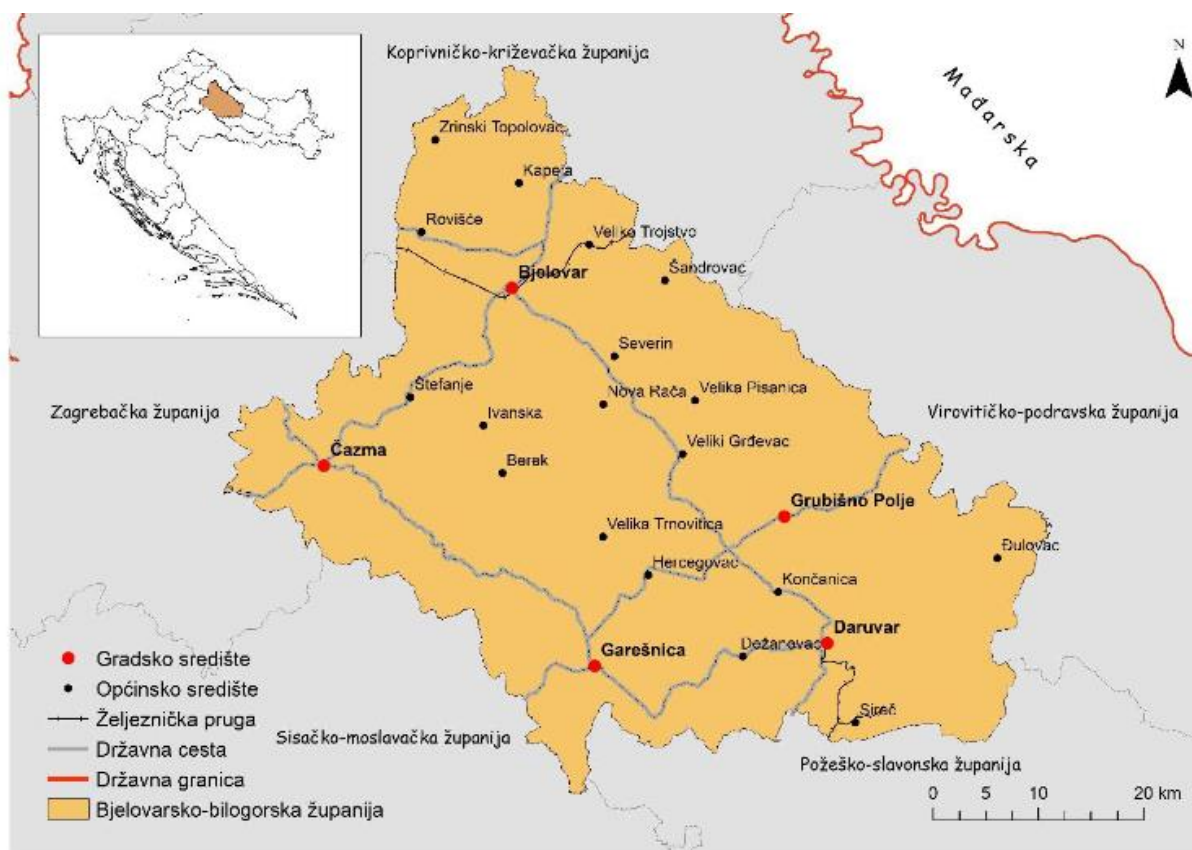 Koprivničko-križevačka županija
N
Mađarska
Zrinski Topolovac
Kapela
Rovišće
Veliko Trojstvo
Bjelovar
Šandrovac
Severin
Štefanje
Nova Rača
Velika Pisanica
Zagrebačka županija
Ivanska
Virovitičko-podravska županija
Čazma
Berek
Veliki Grđevac
Grubišno Polje
Velika Trnovitica
Hercegovac
Đulovac
Končanica
Daruvar
Dežanovac
Garešnica
Sirač
Sisačko-moslavačka županija
Požeško-slavonska županija
Gradsko središte
Općinsko središte
Željeznička pruga
Državna cesta
Državna granica
Bjelovarsko-bilogorska županija
0 5 10 20 km